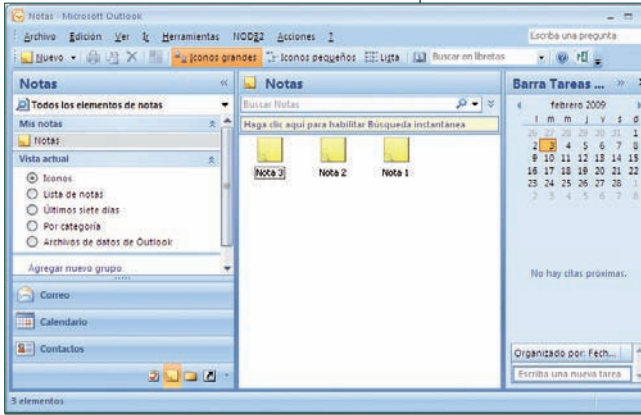 Notas - Microsoft Outlook
Archivo Edición Ver Ir Herramientas NOD32 Acciones ?
Escriba una pregunta
Nuevo Iconos grandes Iconos pequeños Lista Buscar en libretas
Notas
Todos los elementos de notas
Mis notas
Notas
Vista actual
Iconos
Lista de notas
Últimos siete días
Por categoría
Archivos de datos de Outlook
Agregar nuevo grupo
Correo
Calendario
Contactos
Notas
Buscar Notas
Haga clic aquí para habilitar Búsqueda instantánea
Nota 3 Nota 2 Nota 1
Barra Tareas ...
febrero 2009
l m m j v s d
26 27 28 29 30 31 1
2 3 4 5 6 7 8
9 10 11 12 13 14 15
16 17 18 19 20 21 22
23 24 25 26 27 28 1
2 3 4 5 6 7 8
No hay citas próximas.
Organizado por: Fech...
Escriba una nueva tarea
3 elementos